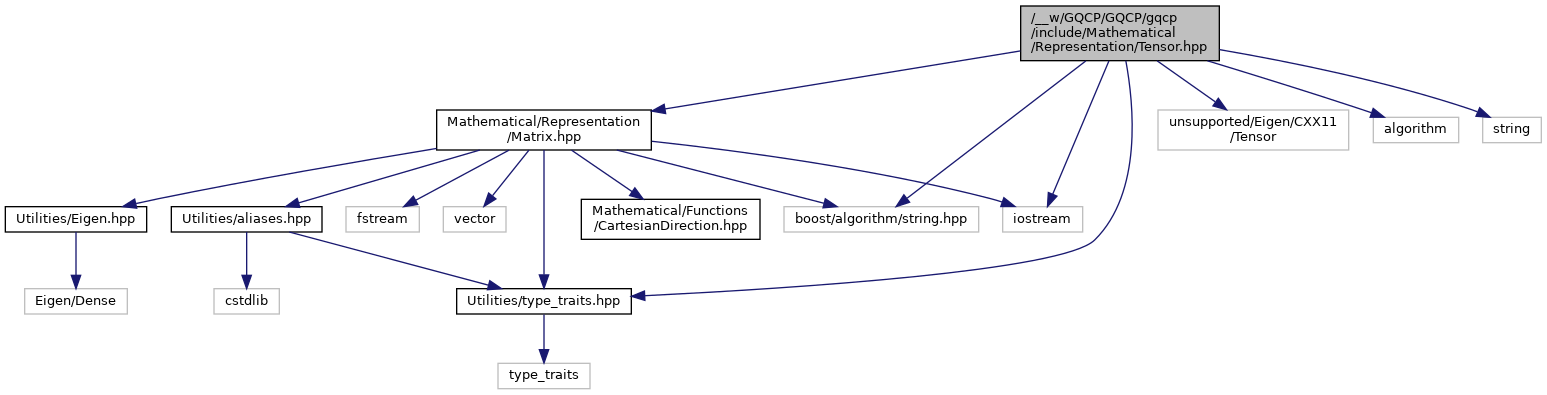 /__w/GQCP/GQCP/gqcp
/include/Mathematical
/Representation/Tensor.hpp
Mathematical/Representation
/Matrix.hpp
unsupported/Eigen/CXX11
/Tensor
algorithm
string
Utilities/Eigen.hpp
Utilities/aliases.hpp
fstream
vector
Mathematical/Functions
/CartesianDirection.hpp
boost/algorithm/string.hpp
iostream
Eigen/Dense
cstdlib
Utilities/type_traits.hpp
type_traits